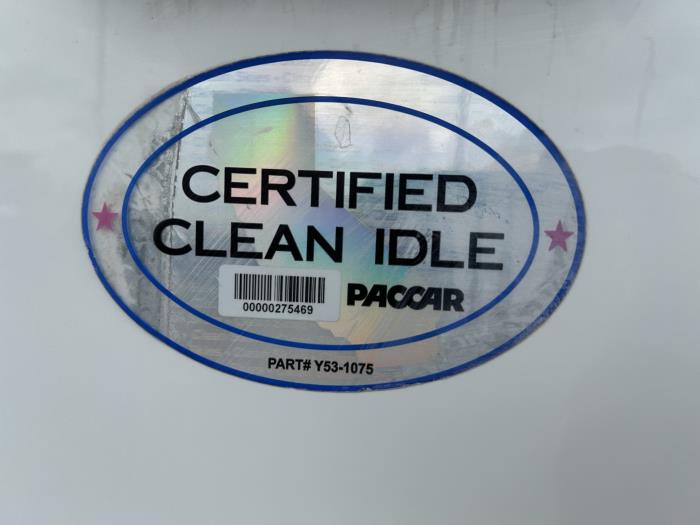 CERTIFIED
CLEAN IDLE
00000275469
PACCAR
PART# Y53-1075